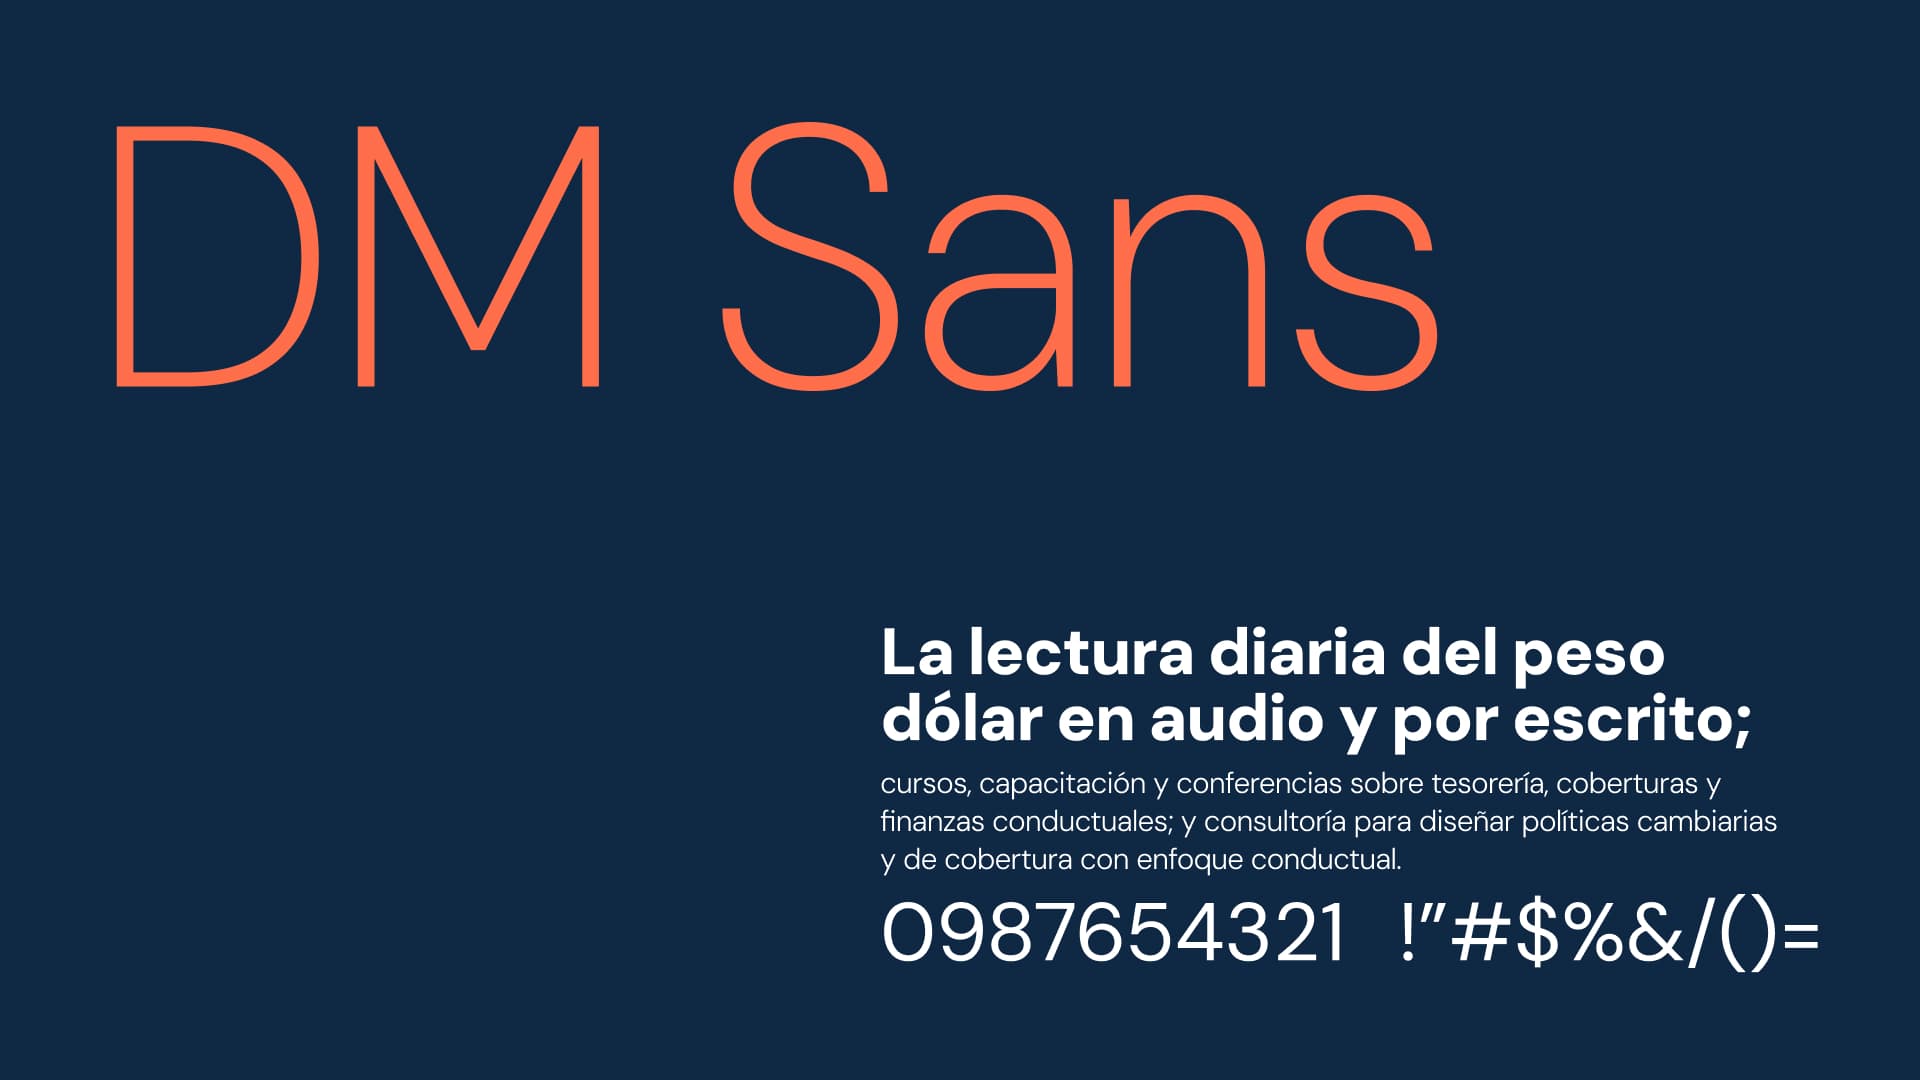 DM Sans
La lectura diaria del peso
dólar en audio y por escrito;
cursos, capacitación y conferencias sobre tesorería, coberturas y
finanzas conductuales; y consultoría para diseñar políticas cambiarias
y de cobertura con enfoque conductual.
0987654321 !”#$%&/()=